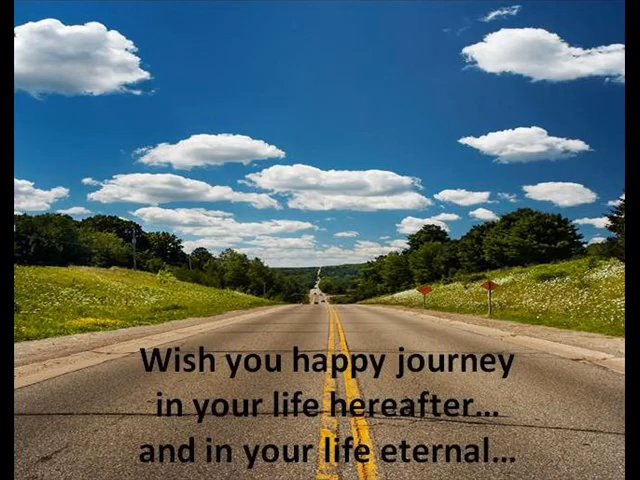 Wish you happy journey
in your life hereafter...
and in your life eternal...